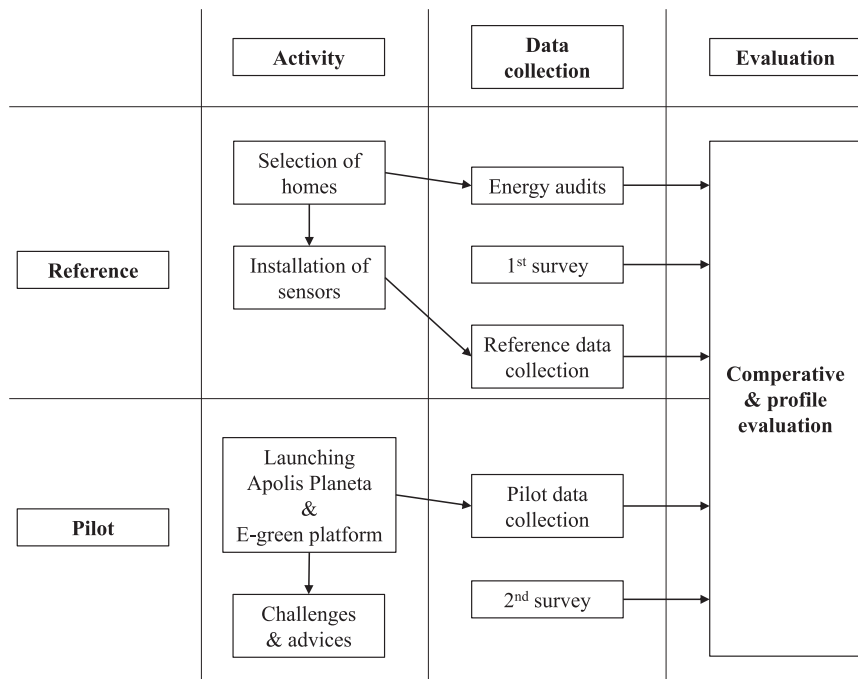 Activity
Data
collection
Evaluation
Reference
Selection of
homes
Energy audits
Installation of
sensors
1st survey
Reference data
collection
Comperative
& profile
evaluation
Pilot
Launching
Apolis Planeta
&
E-green platform
Pilot data
collection
Challenges
& advices
2nd survey